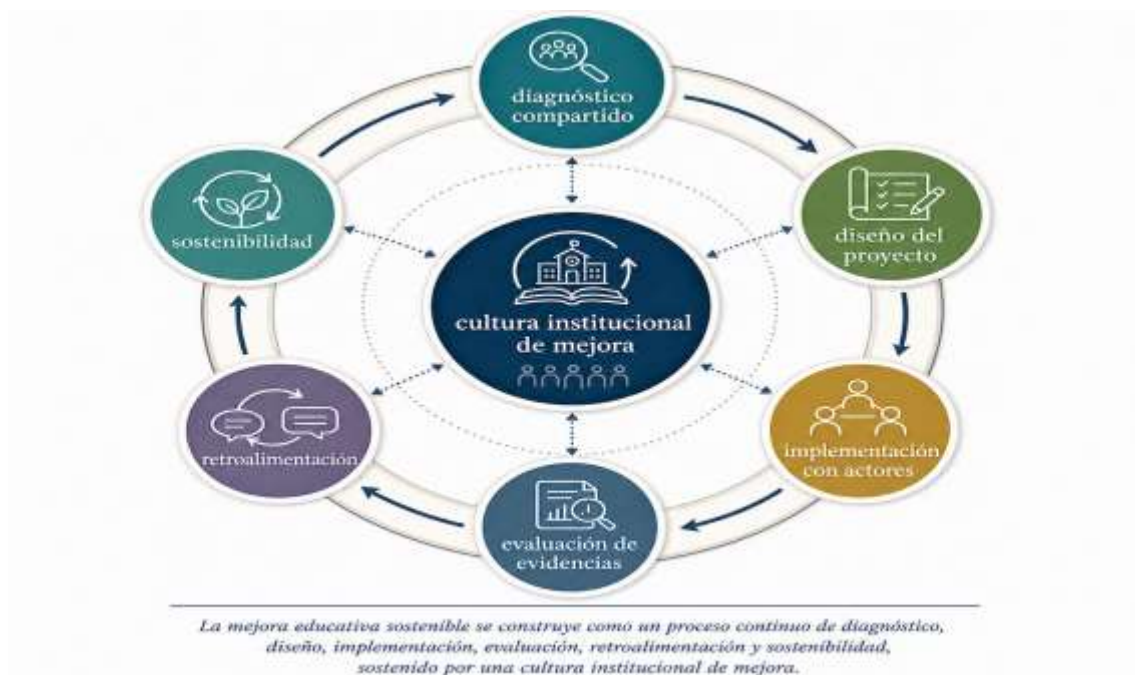 diagnóstico
compartido
diseño del
proyecto
implementación
con actores
evaluación de
evidencias
retroalimentación
sostenibilidad
cultura institucional
de mejora
La mejora educativa sostenible se construye como un proceso continuo de diagnóstico,
diseño, implementación, evaluación, retroalimentación y sostenibilidad,
sostenido por una cultura institucional de mejora.